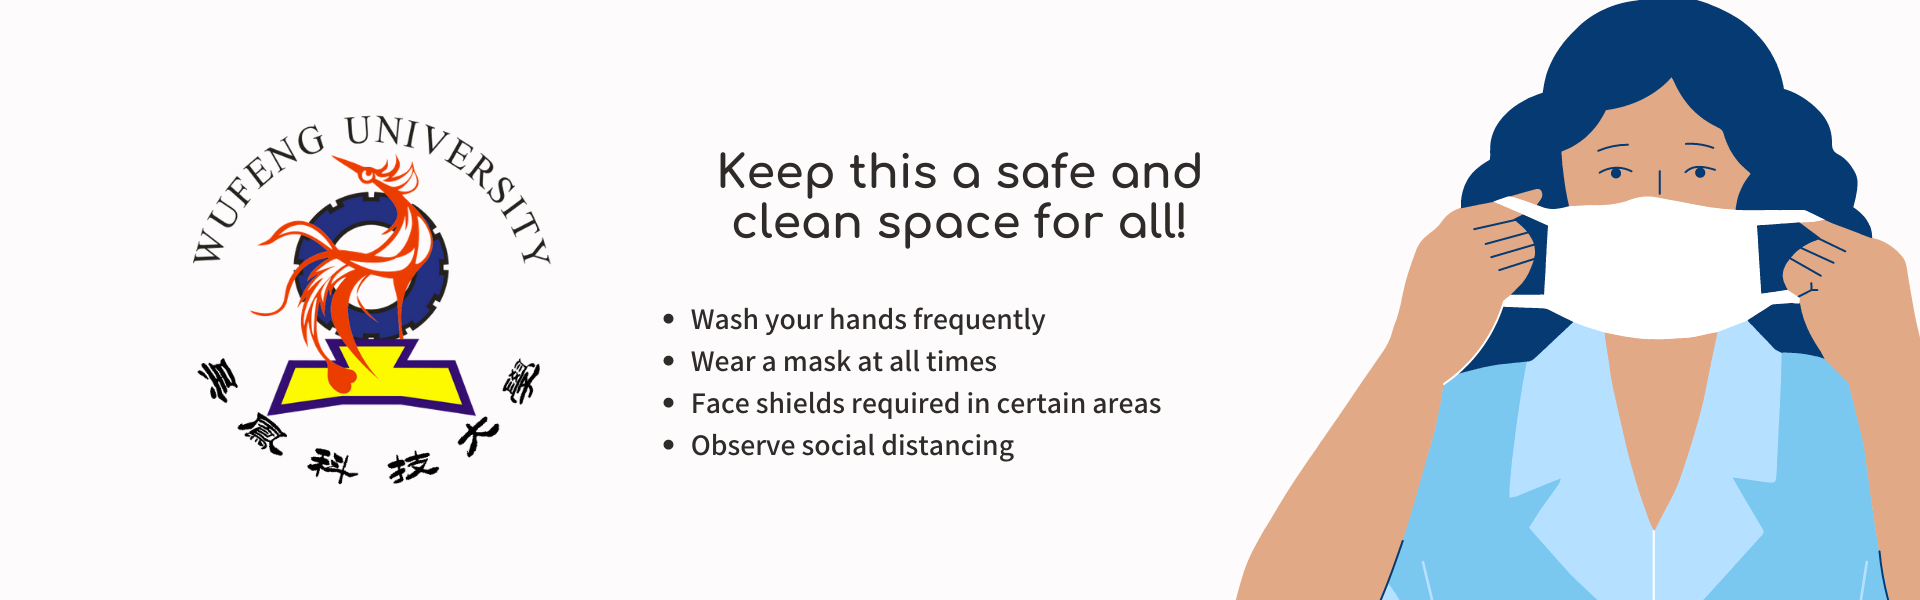 WUFENG UNIVERSITY
吳鳳科技大學
Keep this a safe and
clean space for all!
• Wash your hands frequently
• Wear a mask at all times
• Face shields required in certain areas
• Observe social distancing